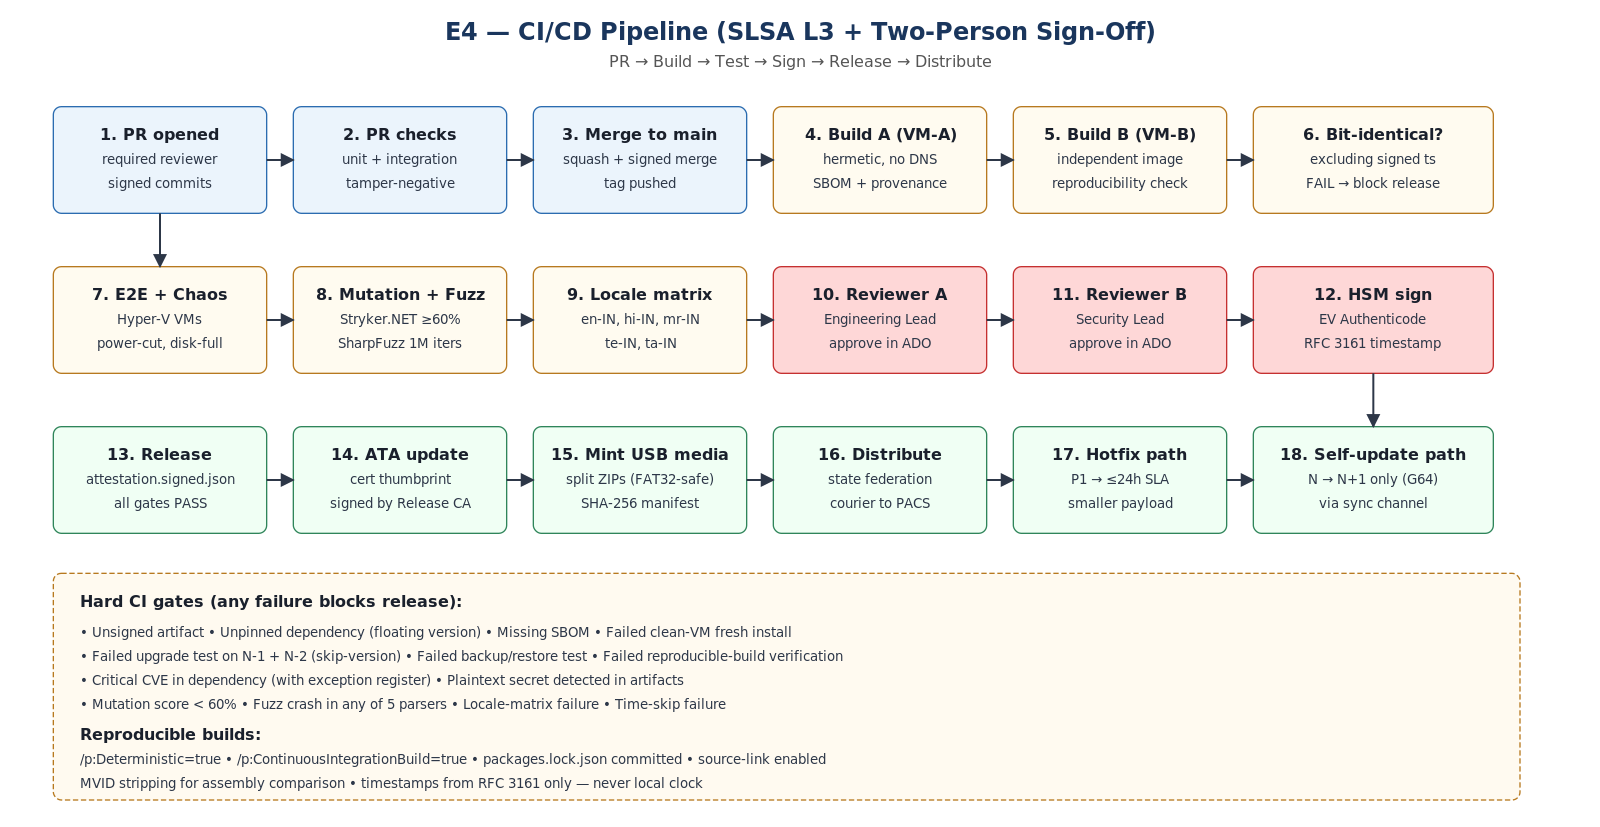 E4 — CI/CD Pipeline (SLSA L3 + Two-Person Sign-Off)
PR → Build → Test → Sign → Release → Distribute
1. PR opened
required reviewer
signed commits
2. PR checks
unit + integration
tamper-negative
3. Merge to main
squash + signed merge
tag pushed
4. Build A (VM-A)
hermetic, no DNS
SBOM + provenance
5. Build B (VM-B)
independent image
reproducibility check
6. Bit-identical?
excluding signed ts
FAIL → block release
7. E2E + Chaos
Hyper-V VMs
power-cut, disk-full
8. Mutation + Fuzz
Stryker.NET ≥60%
SharpFuzz 1M iters
9. Locale matrix
en-IN, hi-IN, mr-IN
te-IN, ta-IN
10. Reviewer A
Engineering Lead
approve in ADO
11. Reviewer B
Security Lead
approve in ADO
12. HSM sign
EV Authenticode
RFC 3161 timestamp
13. Release
attestation.signed.json
all gates PASS
14. ATA update
cert thumbprint
signed by Release CA
15. Mint USB media
split ZIPs (FAT32-safe)
SHA-256 manifest
16. Distribute
state federation
courier to PACS
17. Hotfix path
P1 → ≤24h SLA
smaller payload
18. Self-update path
N → N+1 only (G64)
via sync channel
Hard CI gates (any failure blocks release):
• Unsigned artifact • Unpinned dependency (floating version) • Missing SBOM • Failed clean-VM fresh install
• Failed upgrade test on N-1 + N-2 (skip-version) • Failed backup/restore test • Failed reproducible-build verification
• Critical CVE in dependency (with exception register) • Plaintext secret detected in artifacts
• Mutation score < 60% • Fuzz crash in any of 5 parsers • Locale-matrix failure • Time-skip failure
Reproducible builds:
/p:Deterministic=true • /p:ContinuousIntegrationBuild=true • packages.lock.json committed • source-link enabled
MVID stripping for assembly comparison • timestamps from RFC 3161 only — never local clock